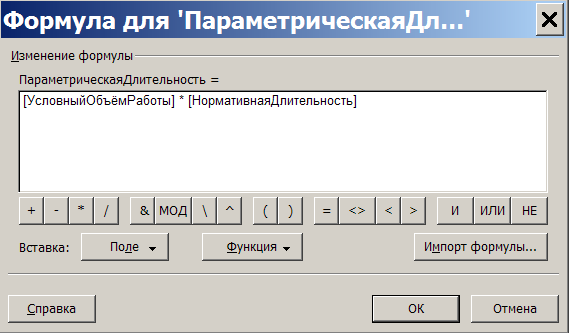 Формула для 'ПараметрическаяДл...'
Изменение формулы
ПараметрическаяДлительность =
[УсловныйОбъёмРаботы] * [НормативнаяДлительность]
+ - * / & МОД \ ^ ( ) = <> < > И ИЛИ НЕ
Вставка: Поле Функция Импорт формулы...
Справка ОК Отмена